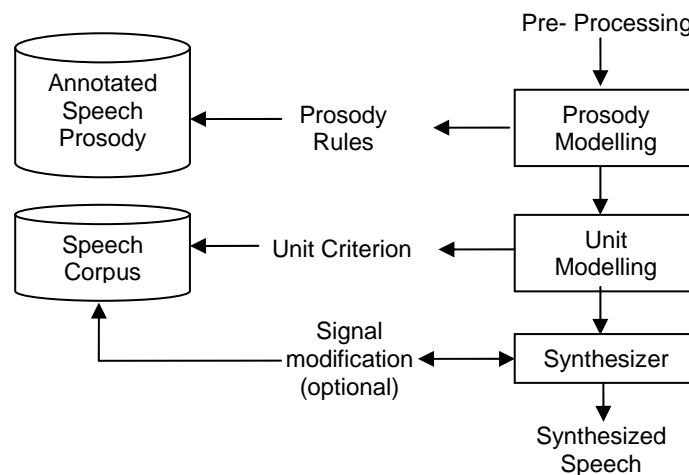 Pre- Processing
Annotated
Speech
Prosody
Prosody
Rules
Prosody
Modelling
Speech
Corpus
Unit Criterion
Unit
Modelling
Signal
modification
(optional)
Synthesizer
Synthesized
Speech